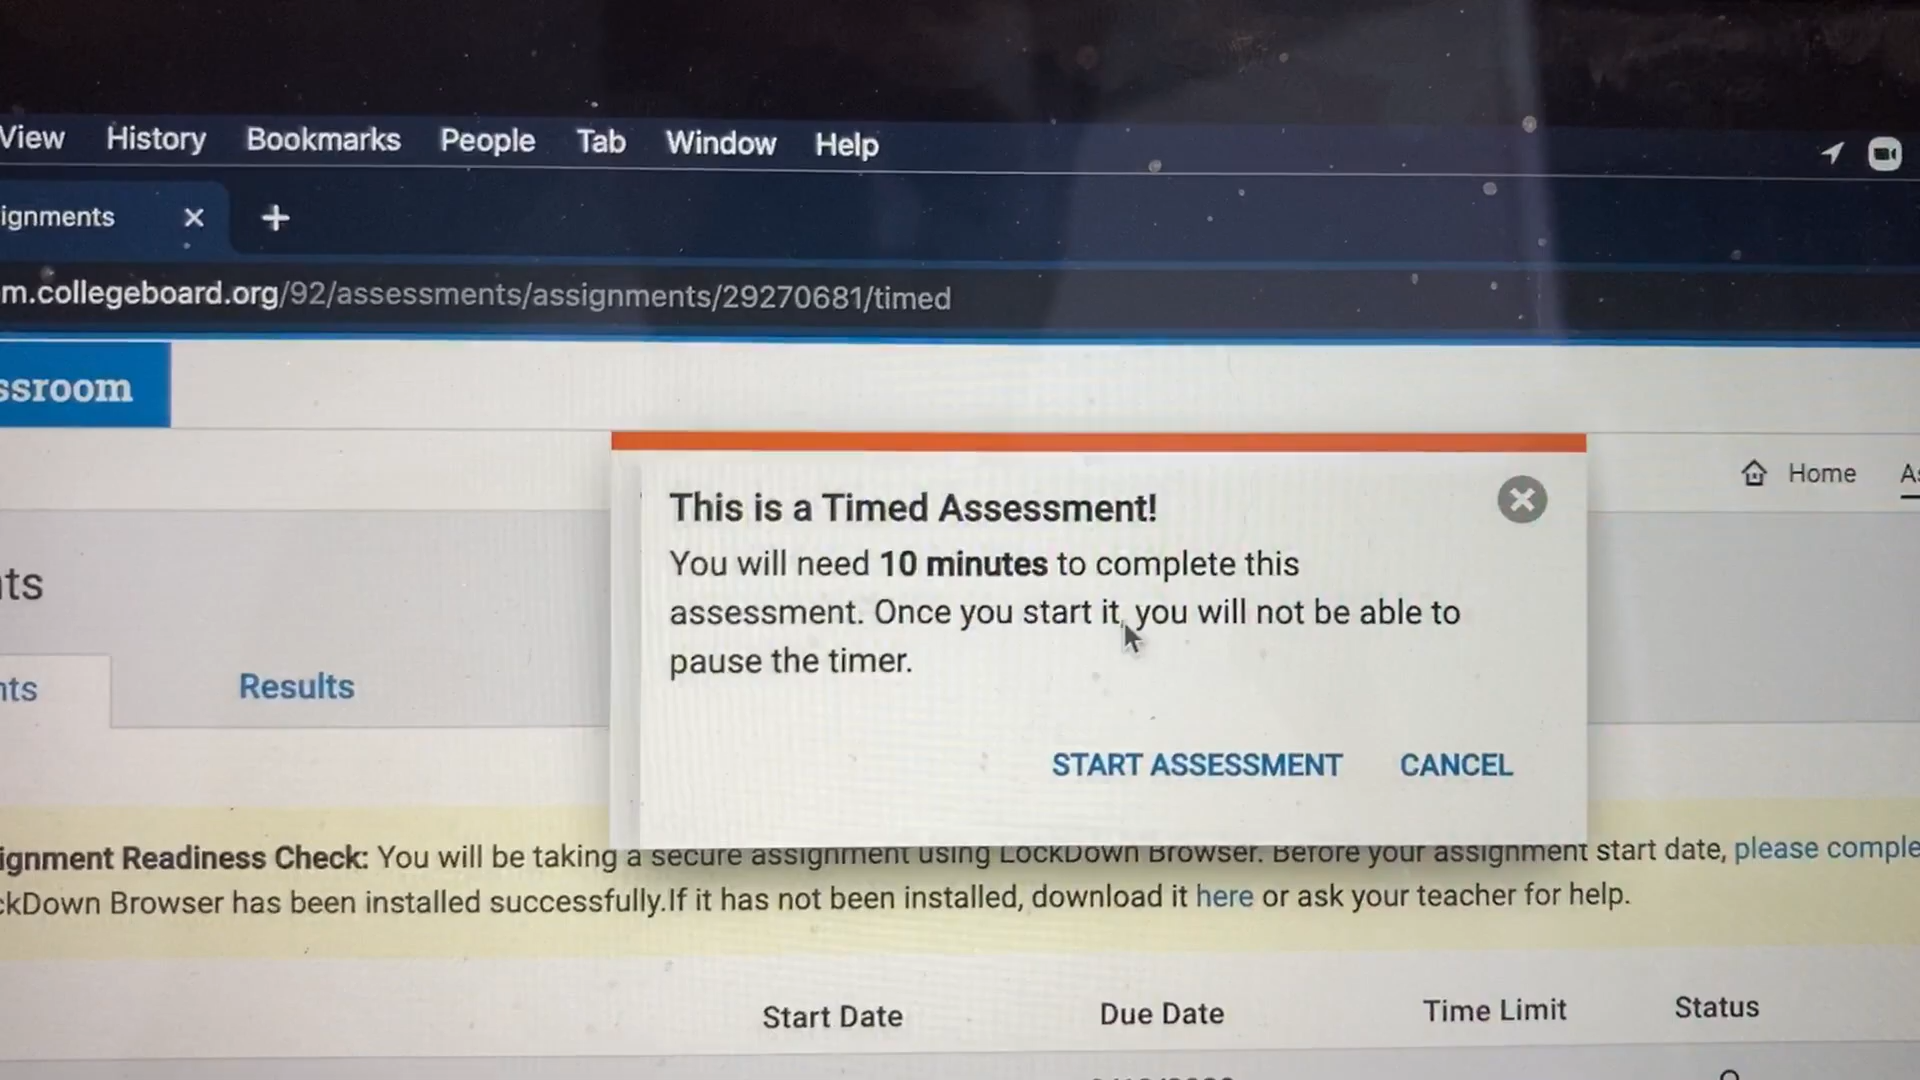 View History Bookmarks People Tab Window Help
ignments
m.collegeboard.org/92/assessments/assignments/29270681/timed
ssroom
Home As
This is a Timed Assessment!
You will need 10 minutes to complete this
assessment. Once you start it, you will not be able to
pause the timer.
nts
nts Results
START ASSESSMENT CANCEL
ignment Readiness Check: You will be taking a secure assignment using LockDown Browser. Before your assignment start date, please comple
ckDown Browser has been installed successfully.If it has not been installed, download it here or ask your teacher for help.
Start Date Due Date Time Limit Status